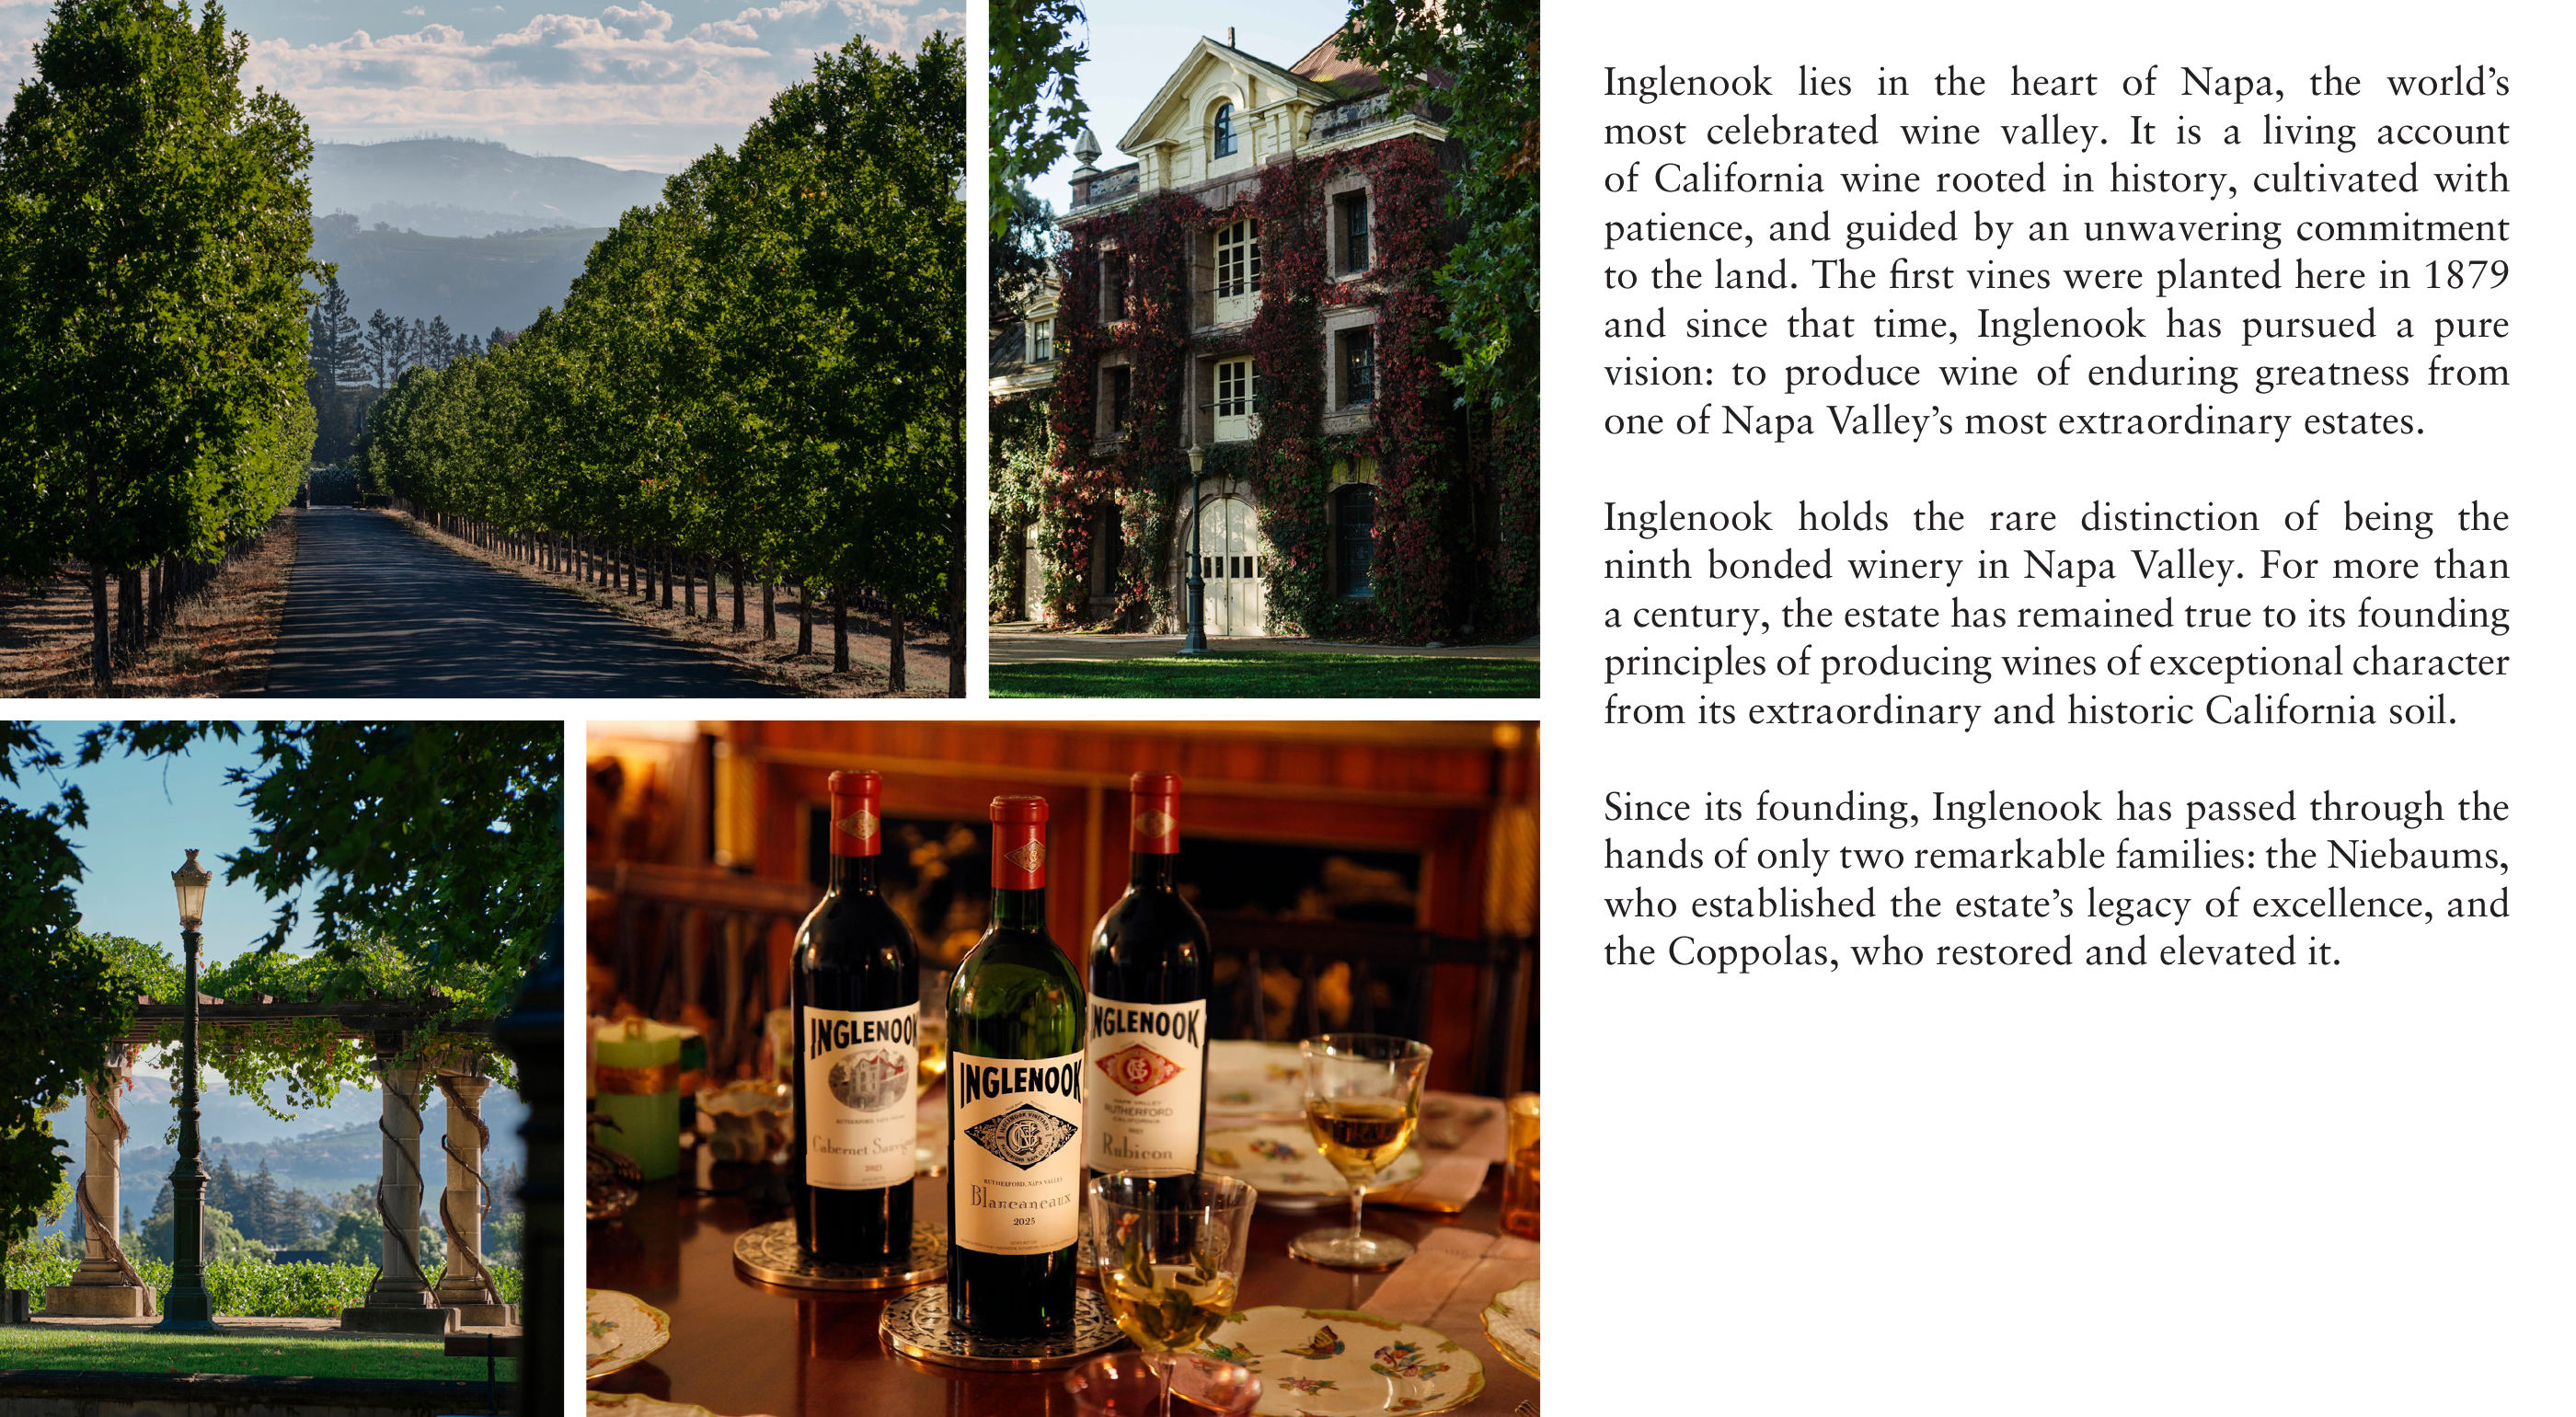 Inglenook lies in the heart of Napa, the world’s
most celebrated wine valley. It is a living account
of California wine rooted in history, cultivated with
patience, and guided by an unwavering commitment
to the land. The first vines were planted here in 1879
and since that time, Inglenook has pursued a pure
vision: to produce wine of enduring greatness from
one of Napa Valley’s most extraordinary estates.
Inglenook holds the rare distinction of being the
ninth bonded winery in Napa Valley. For more than
a century, the estate has remained true to its founding
principles of producing wines of exceptional character
from its extraordinary and historic California soil.
Since its founding, Inglenook has passed through the
hands of only two remarkable families: the Niebaums,
who established the estate’s legacy of excellence, and
the Coppolas, who restored and elevated it.
INGLENOOK
RUTHERFORD, NAPA VALLEY
Cabernet
INGLENOOK
RUTHERFORD, NAPA VALLEY
Blancaneaux
2023
INGLENOOK
NAPA VALLEY
RUTHERFORD
CALIFORNIA
Rubicon